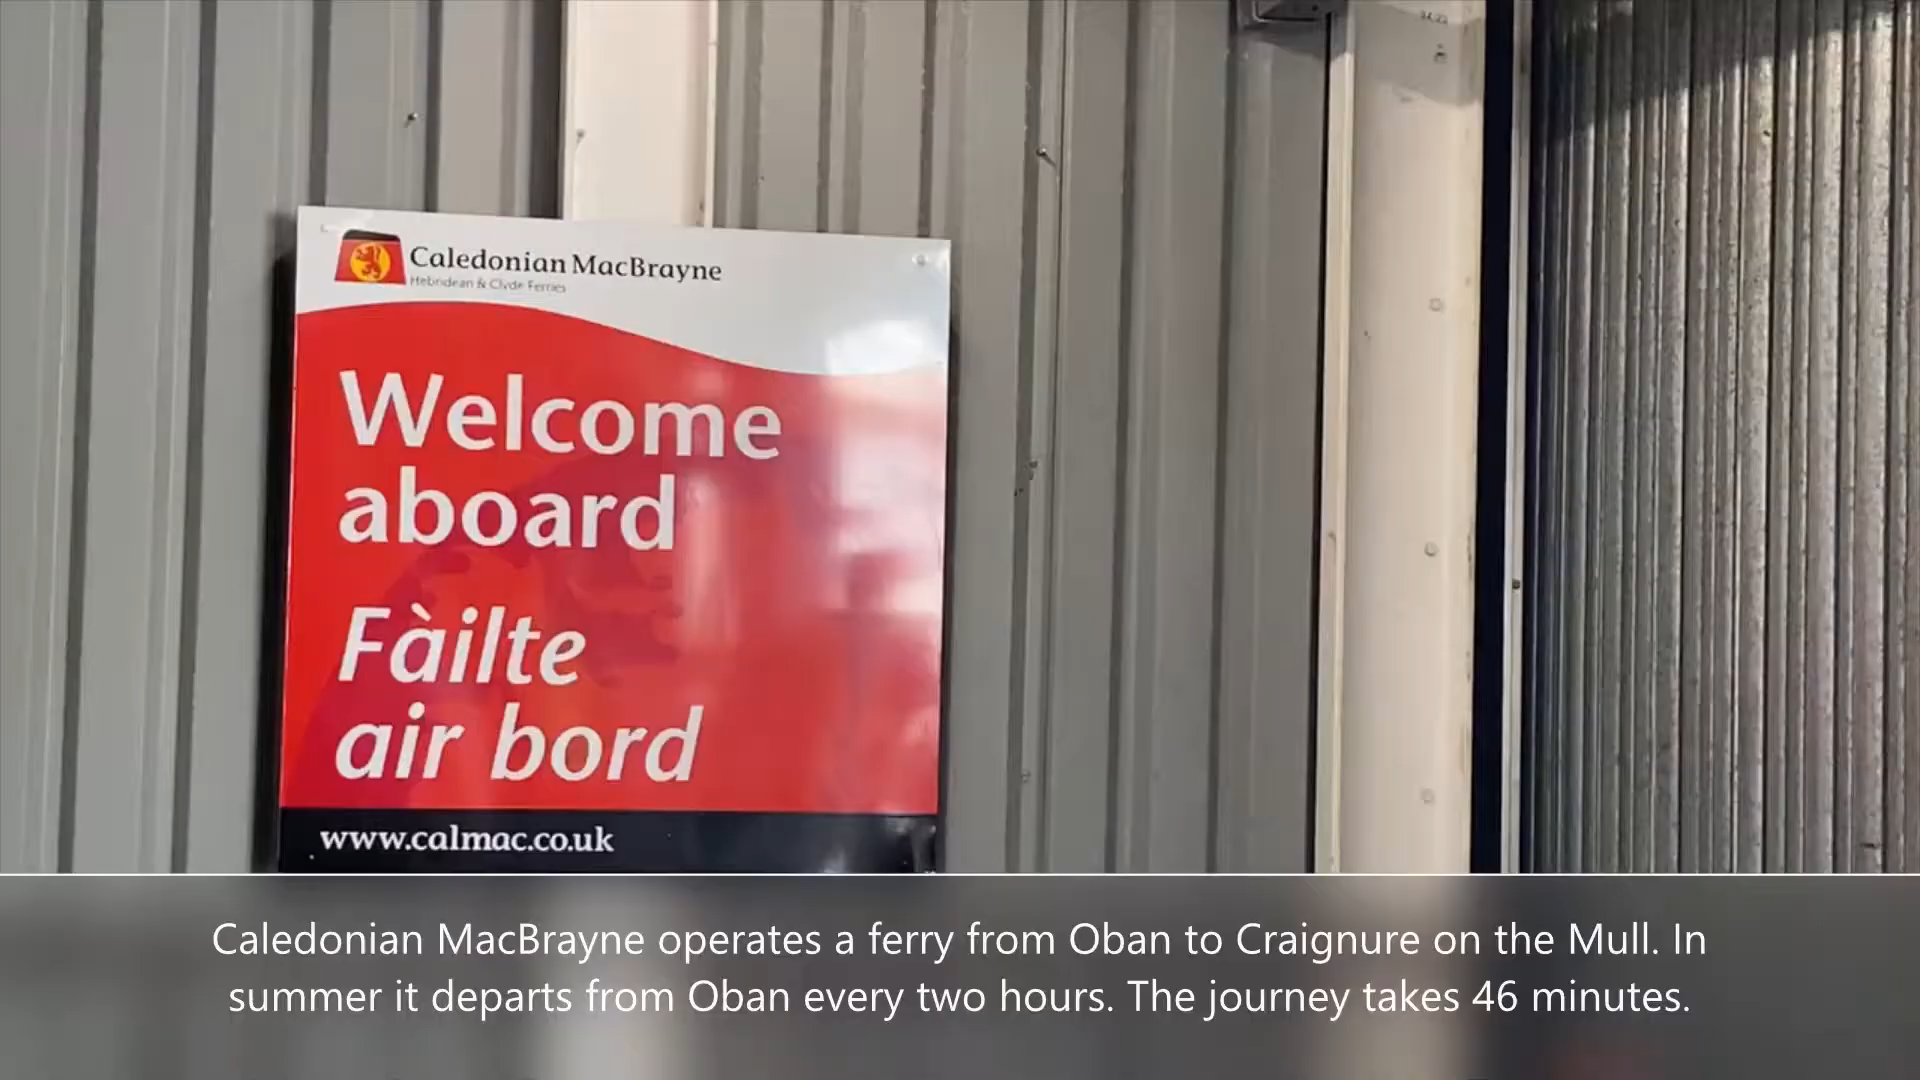 Caledonian MacBrayne
Hebridean & Clyde Ferries
Welcome
aboard
Fàilte
air bord
www.calmac.co.uk
Caledonian MacBrayne operates a ferry from Oban to Craignure on the Mull. In
summer it departs from Oban every two hours. The journey takes 46 minutes.